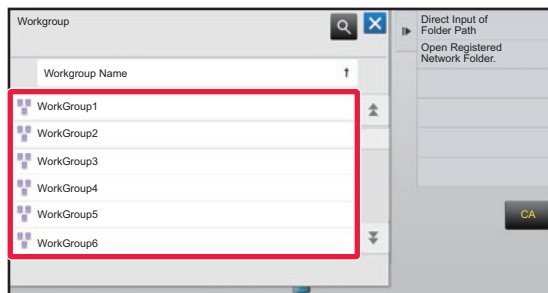 Workgroup
Workgroup Name
WorkGroup1
WorkGroup2
WorkGroup3
WorkGroup4
WorkGroup5
WorkGroup6
Direct Input of
Folder Path
Open Registered
Network Folder.
CA